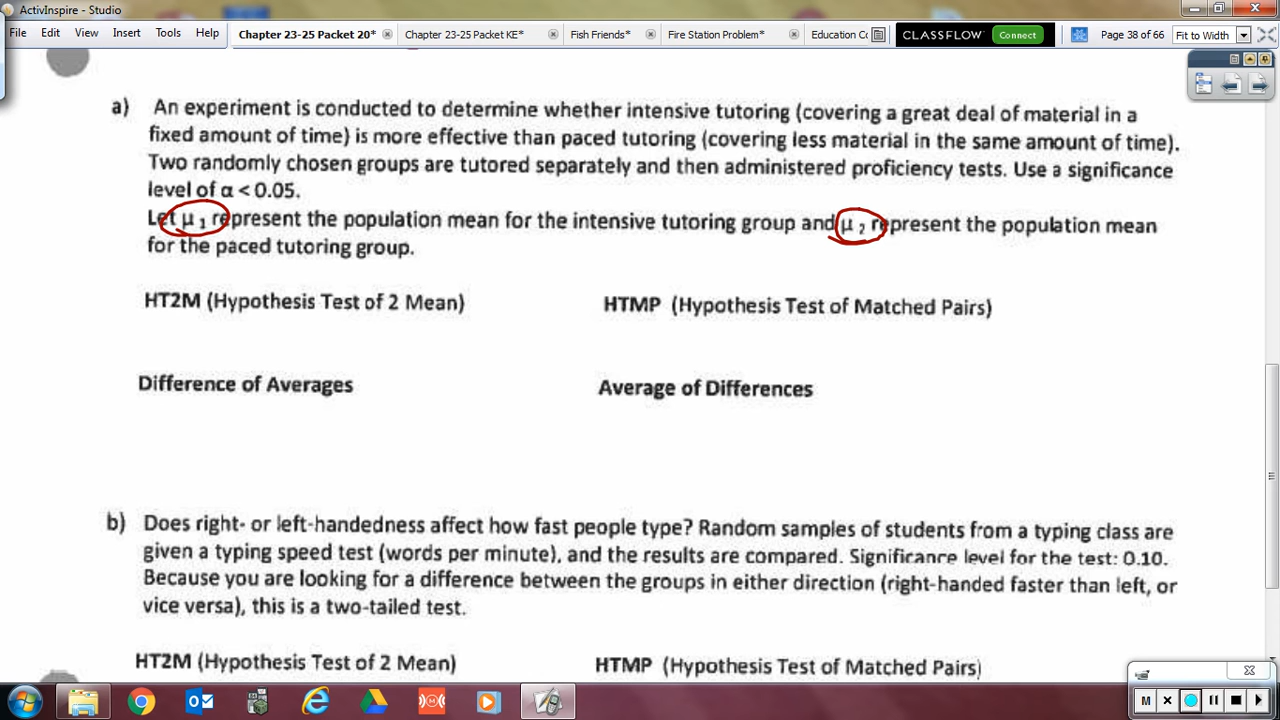 ActivInspire - Studio
File Edit View Insert Tools Help Chapter 23-25 Packet 20* Chapter 23-25 Packet KE* Fish Friends* Fire Station Problem* Education Co CLASSFLOW Connect Page 38 of 66 Fit to Width
a) An experiment is conducted to determine whether intensive tutoring (covering a great deal of material in a
fixed amount of time) is more effective than paced tutoring (covering less material in the same amount of time).
Two randomly chosen groups are tutored separately and then administered proficiency tests. Use a significance
level of α < 0.05.
Let μ 1 represent the population mean for the intensive tutoring group and μ 2 represent the population mean
for the paced tutoring group.
HT2M (Hypothesis Test of 2 Mean) HTMP (Hypothesis Test of Matched Pairs)
Difference of Averages Average of Differences
b) Does right- or left-handedness affect how fast people type? Random samples of students from a typing class are
given a typing speed test (words per minute), and the results are compared. Significance level for the test: 0.10.
Because you are looking for a difference between the groups in either direction (right-handed faster than left, or
vice versa), this is a two-tailed test.
HT2M (Hypothesis Test of 2 Mean) HTMP (Hypothesis Test of Matched Pairs)
M